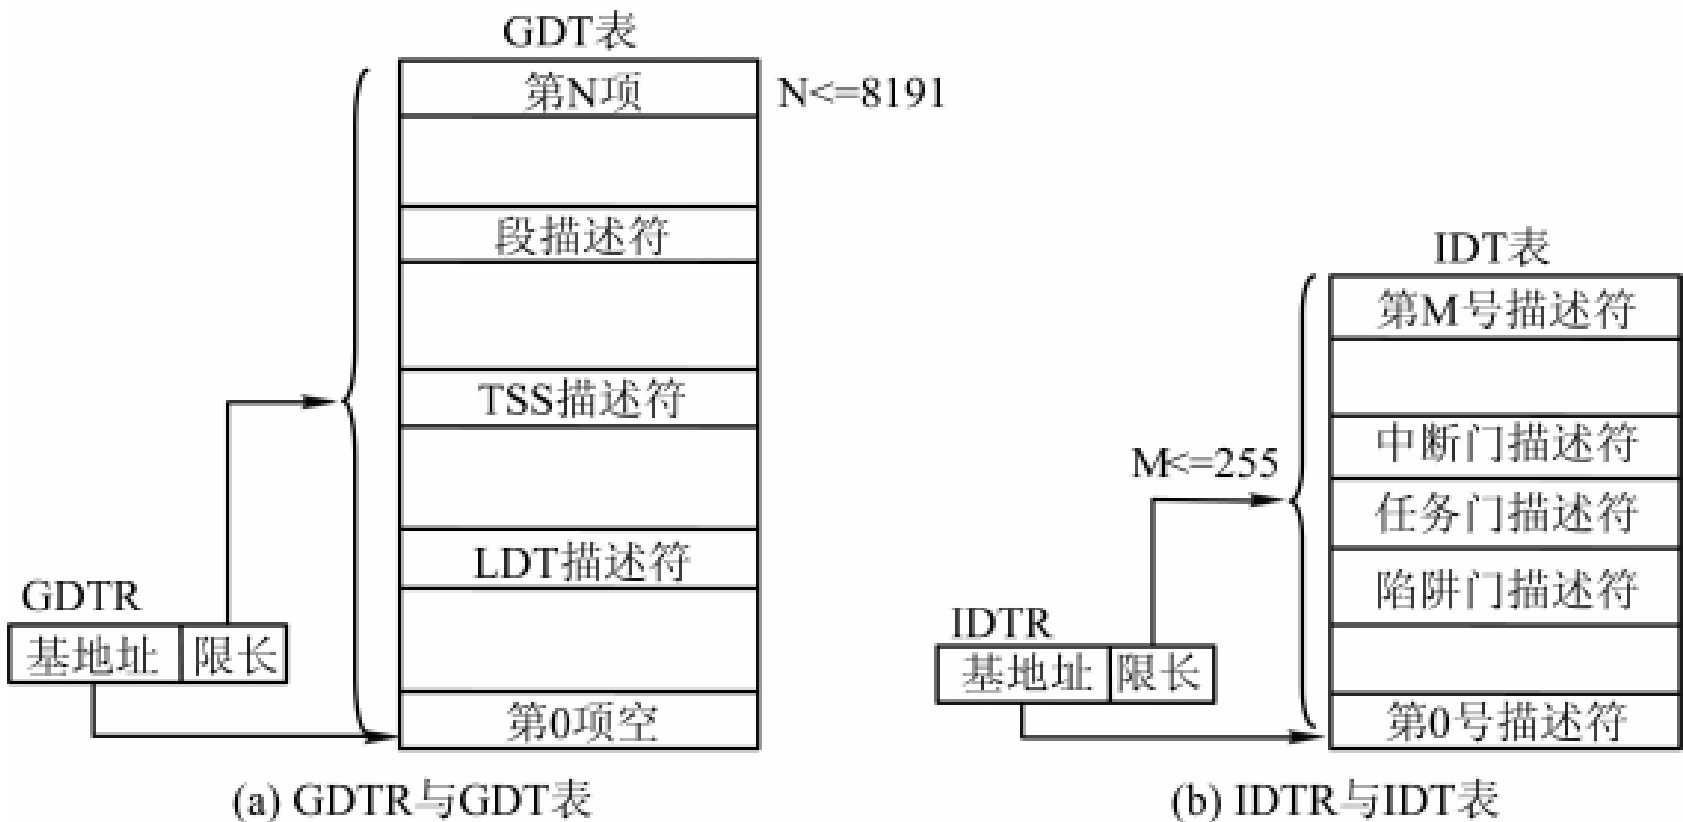 GDT表
第N项
N<=8191
段描述符
TSS描述符
LDT描述符
GDTR
基地址
限长
第0项空
(a) GDTR与GDT表
IDT表
第M号描述符
中断门描述符
M<=255
任务门描述符
陷阱门描述符
IDTR
基地址
限长
第0号描述符
(b) IDTR与IDT表